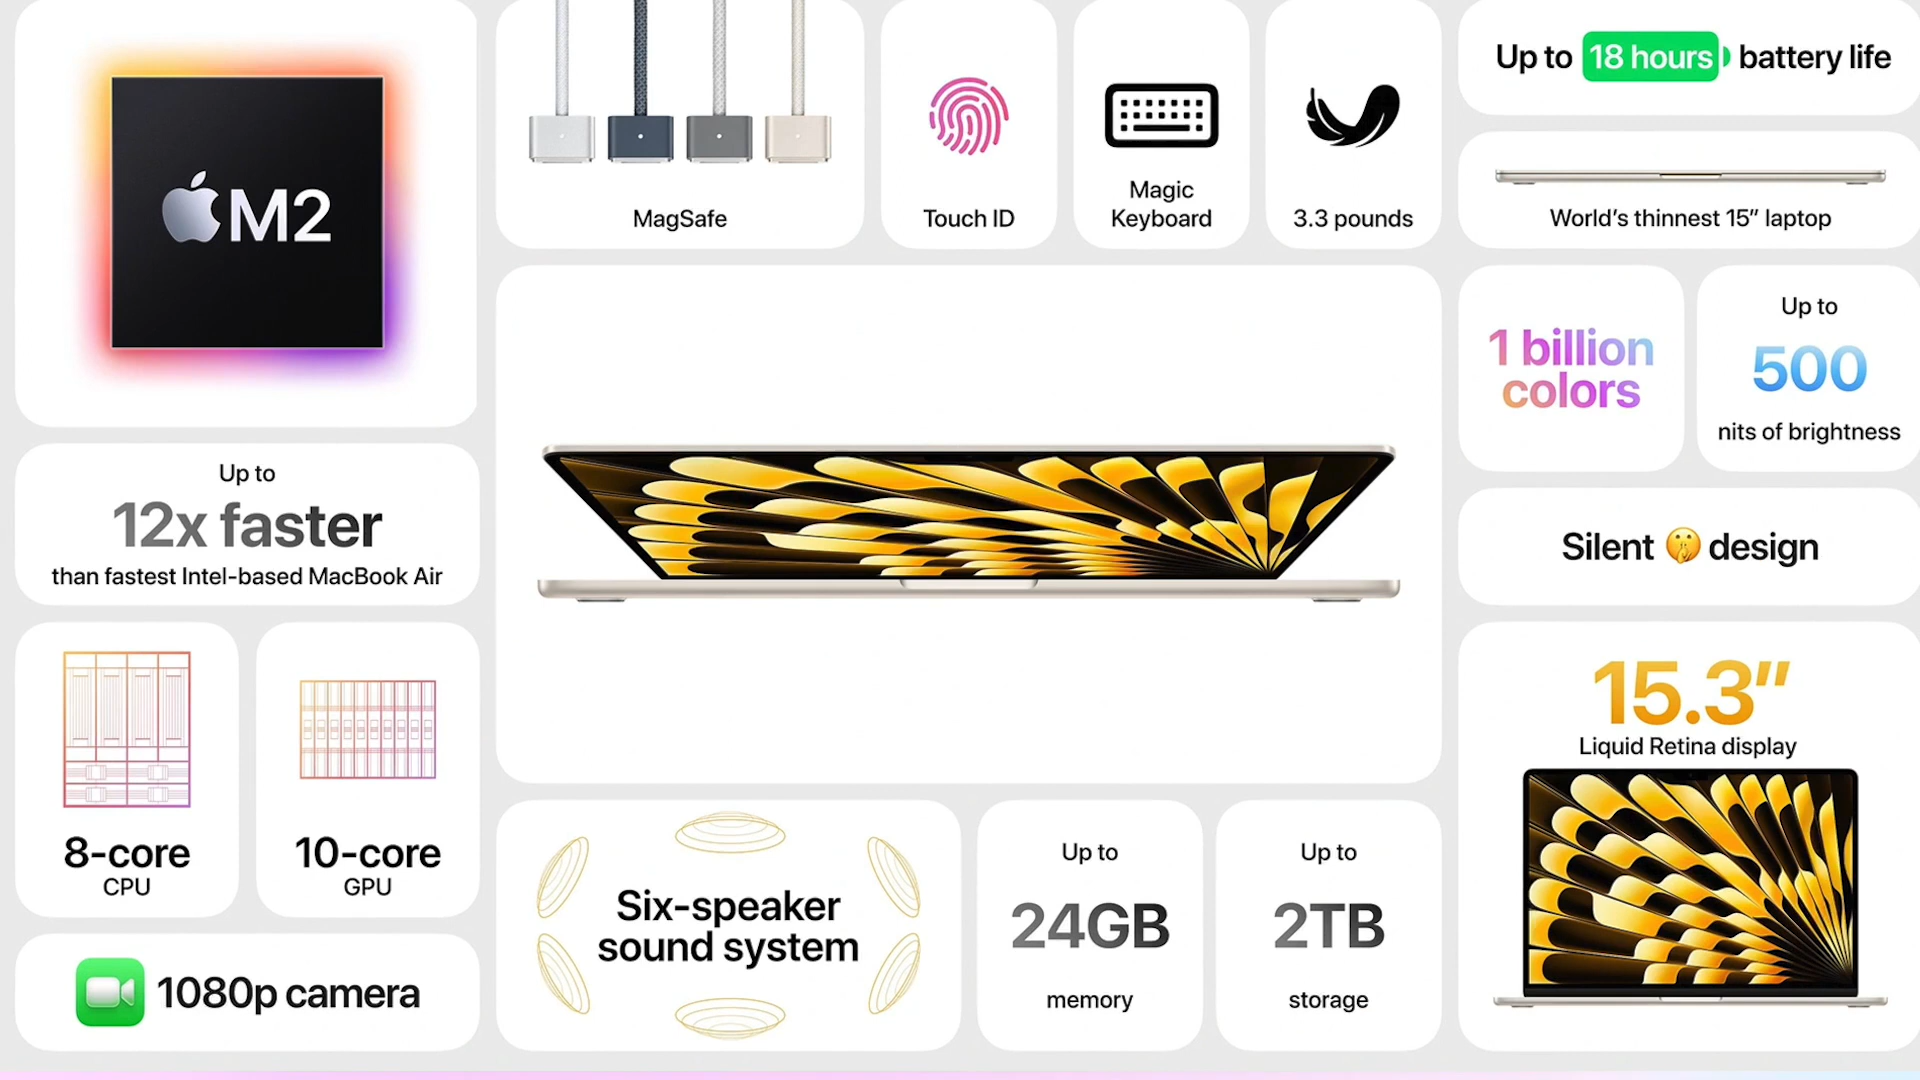 M2
MagSafe
Touch ID
Magic
Keyboard
3.3 pounds
Up to 18 hours battery life
World's thinnest 15″ laptop
1 billion
colors
Up to
500
nits of brightness
Up to
12x faster
than fastest Intel-based MacBook Air
Silent 🤫 design
8-core
CPU
10-core
GPU
15.3″
Liquid Retina display
1080p camera
Six-speaker
sound system
Up to
24GB
memory
Up to
2TB
storage